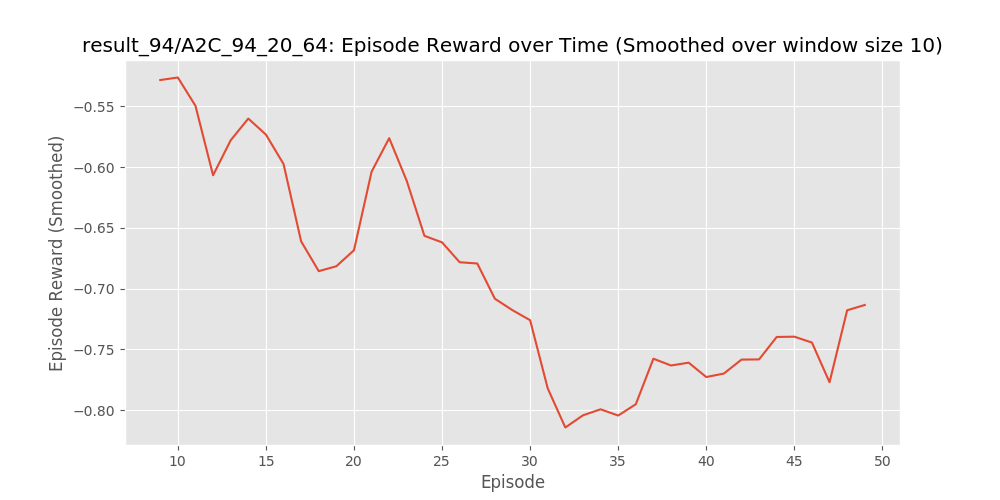 result_94/A2C_94_20_64: Episode Reward over Time (Smoothed over window size 10)
Episode Reward (Smoothed)
−0.55
−0.60
−0.65
−0.70
−0.75
−0.80
10 15 20 25 30 35 40 45 50
Episode